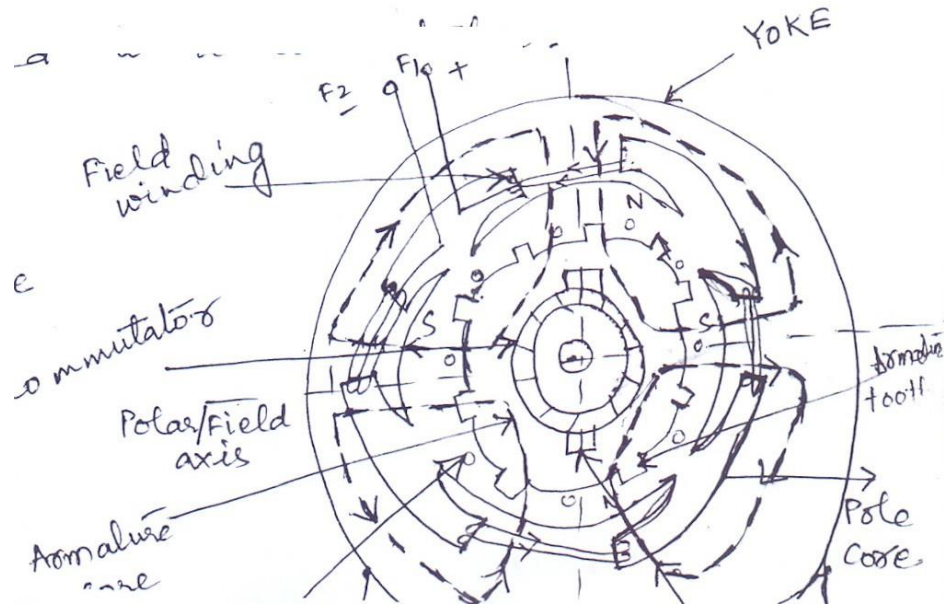 YOKE
F2
F1
+
-
Field
winding
N
S
S
ommutator
Armature
tooth
Polar/Field
axis
N
Pole
core
Armature